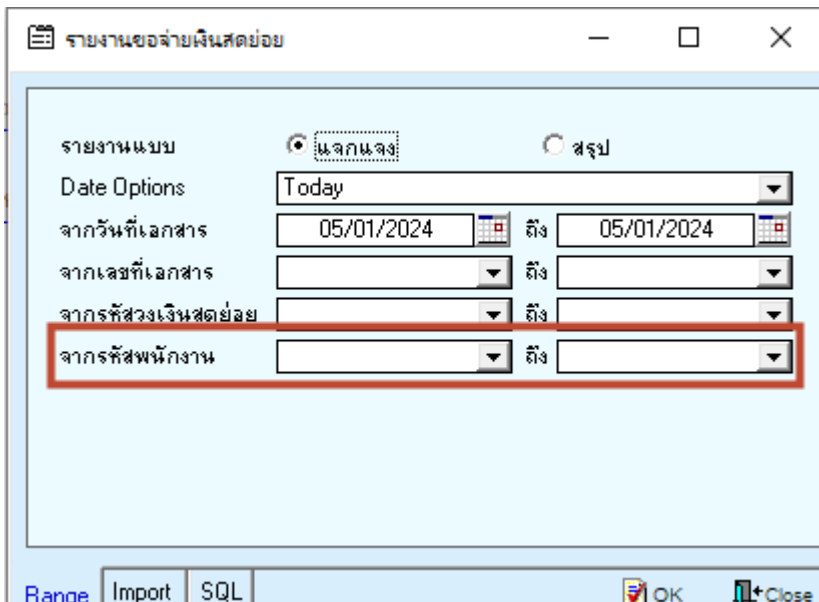 รายงานขอจ่ายเงินสดย่อย
รายงานแบบ แจกแจง สรุป
Date Options Today
จากวันที่เอกสาร 05/01/2024 ถึง 05/01/2024
จากเลขที่เอกสาร ถึง
จากรหัสวงเงินสดย่อย ถึง
จากรหัสพนักงาน ถึง
Range Import SQL OK Close